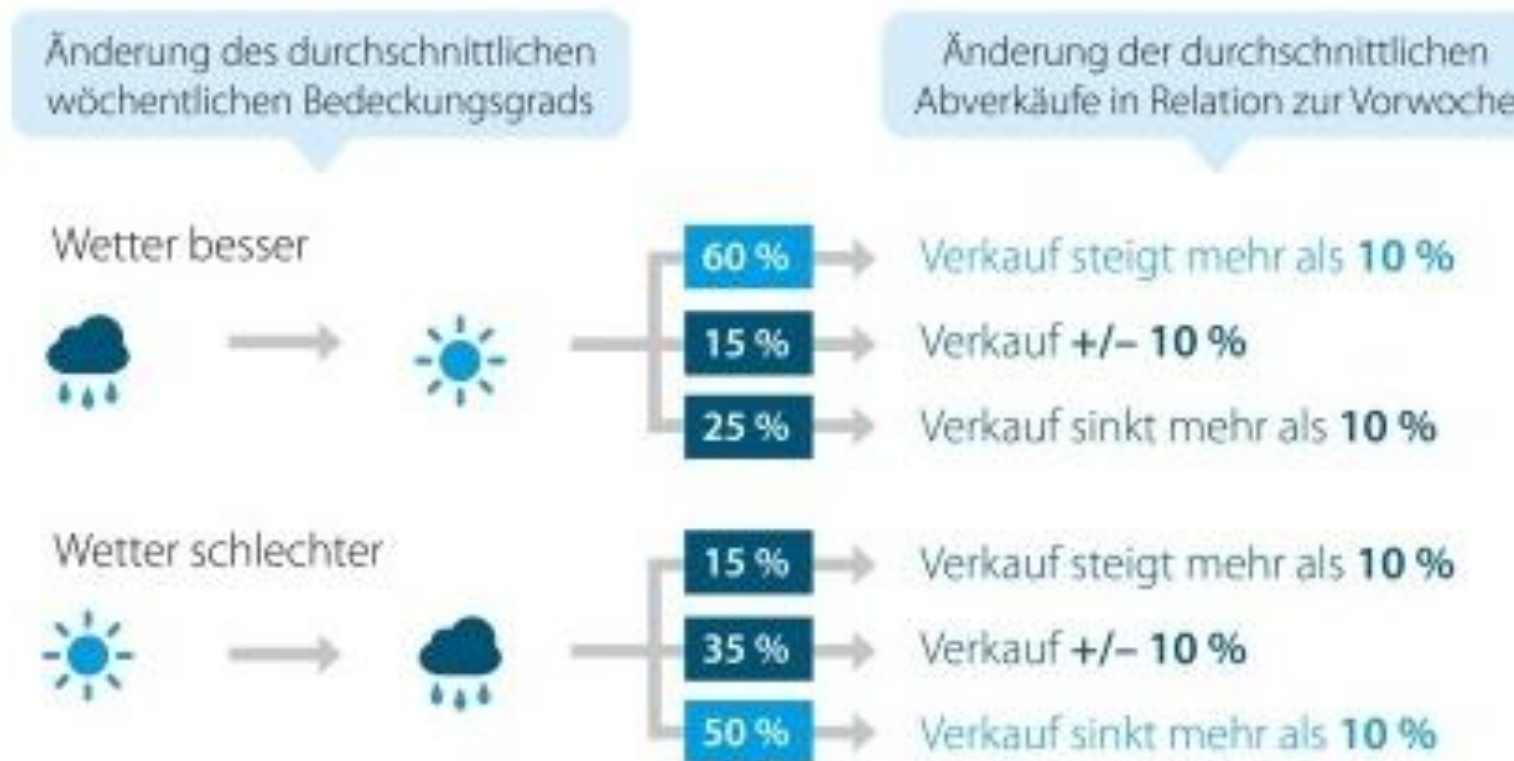 Änderung des durchschnittlichen
wöchentlichen Bedeckungsgrads
Änderung der durchschnittlichen
Abverkäufe in Relation zur Vorwoche
Wetter besser
60 % Verkauf steigt mehr als 10 %
15 % Verkauf +/– 10 %
25 % Verkauf sinkt mehr als 10 %
Wetter schlechter
15 % Verkauf steigt mehr als 10 %
35 % Verkauf +/– 10 %
50 % Verkauf sinkt mehr als 10 %